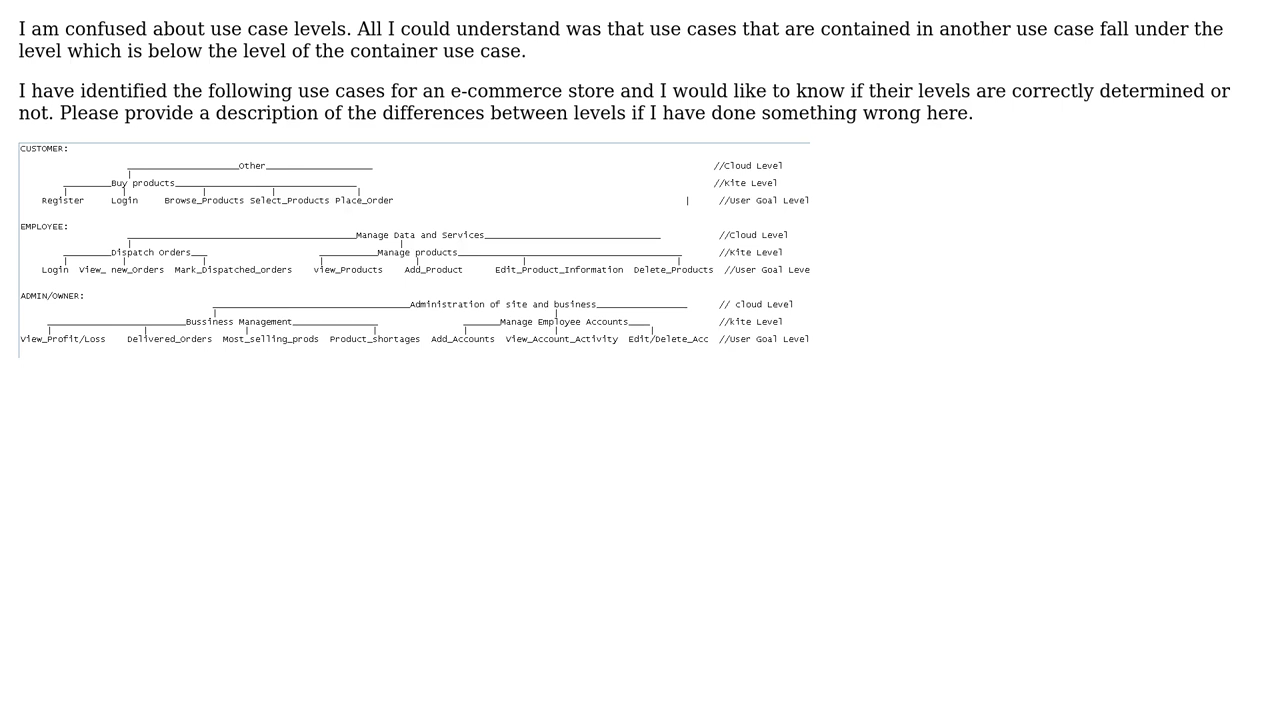 I am confused about use case levels. All I could understand was that use cases that are contained in another use case fall under the
level which is below the level of the container use case.
I have identified the following use cases for an e-commerce store and I would like to know if their levels are correctly determined or
not. Please provide a description of the differences between levels if I have done something wrong here.
CUSTOMER:
Other //Cloud Level
Buy products //Kite Level
Register Login Browse_Products Select_Products Place_Order //User Goal Level
EMPLOYEE:
Manage Data and Services //Cloud Level
Dispatch Orders Manage products //Kite Level
Login View_ new_Orders Mark_Dispatched_orders View_Products Add_Product Edit_Product_Information Delete_Products //User Goal Leve
ADMIN/OWNER:
Administration of site and business // cloud Level
Bussiness Management Manage Employee Accounts //kite Level
View_Profit/Loss Delivered_Orders Most_selling_prods Product_shortages Add_Accounts View_Account_Activity Edit/Delete_Acc //User Goal Level